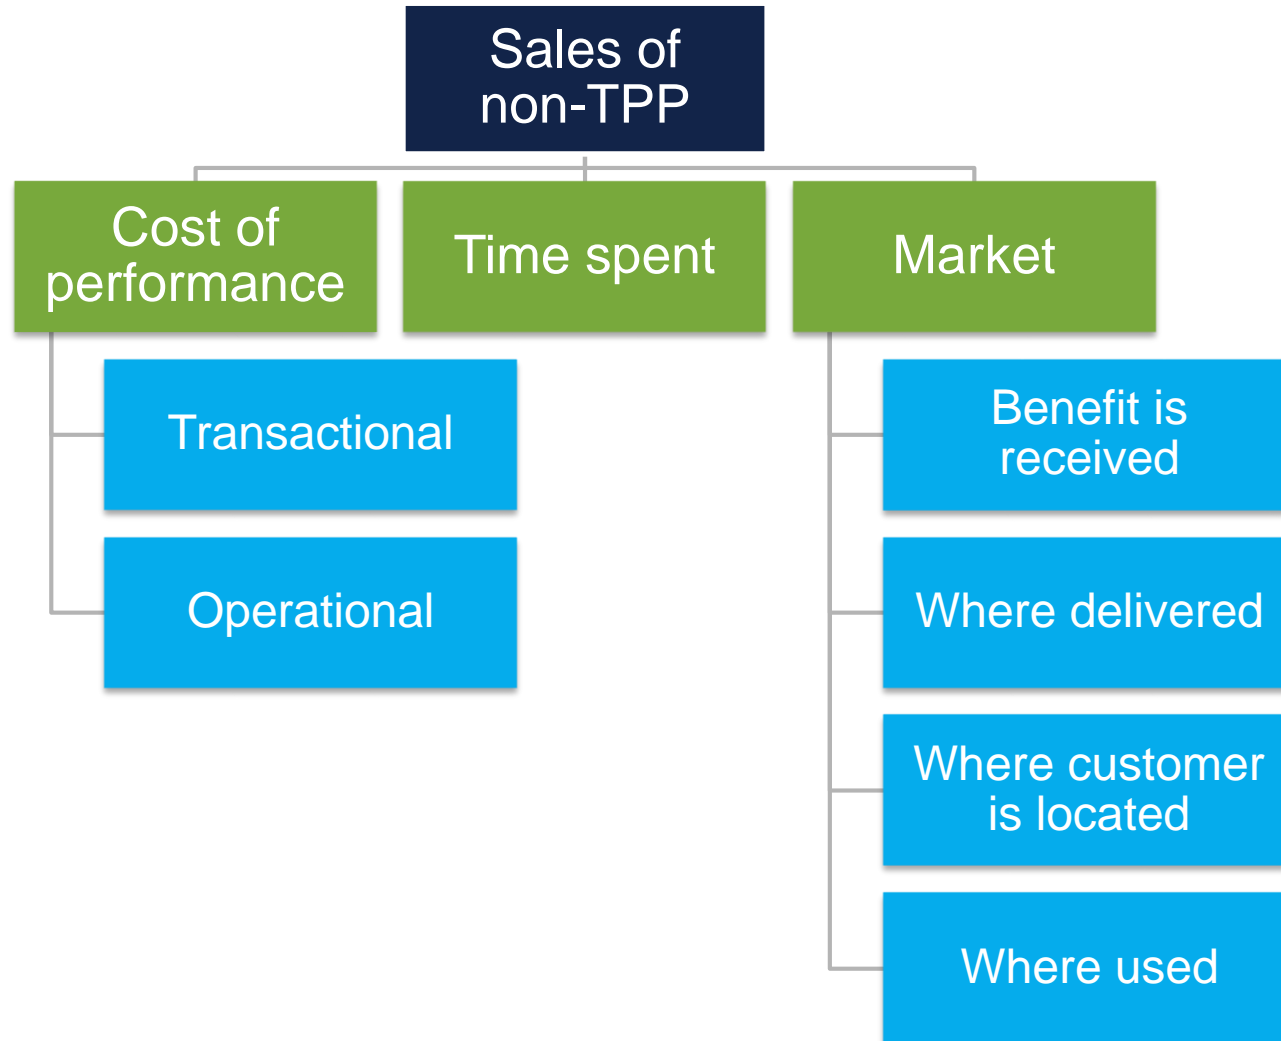 Sales of
non-TPP
Cost of
performance
Time spent
Market
Transactional
Operational
Benefit is
received
Where delivered
Where customer
is located
Where used